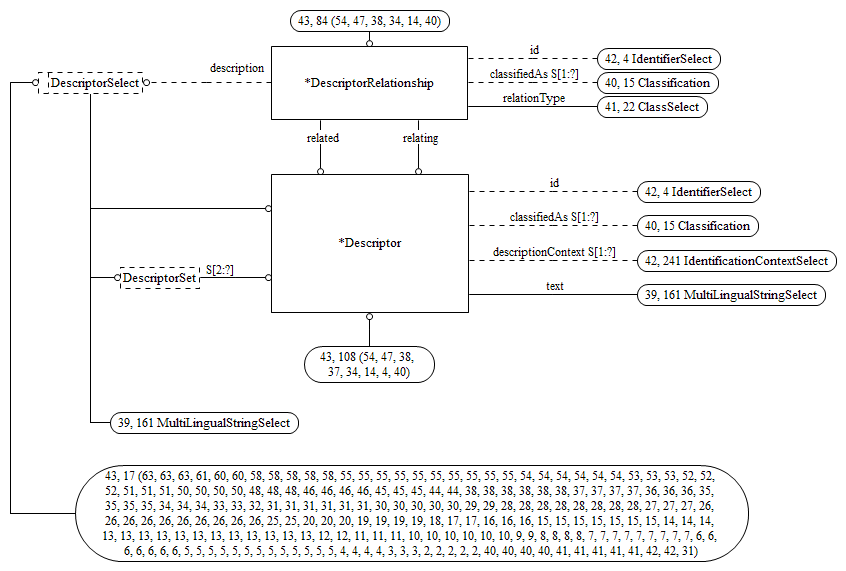 43, 84 (54, 47, 38, 34, 14, 40)
id
42, 4 IdentifierSelect
description
classifiedAs S[1:?]
DescriptorSelect
*DescriptorRelationship
40, 15 Classification
relationType
41, 22 ClassSelect
related
relating
id
42, 4 IdentifierSelect
classifiedAs S[1:?]
40, 15 Classification
*Descriptor
descriptionContext S[1:?]
42, 241 IdentificationContextSelect
DescriptorSet
S[2:?]
text
39, 161 MultiLingualStringSelect
43, 108 (54, 47, 38,
37, 34, 14, 4, 40)
39, 161 MultiLingualStringSelect
43, 17 (63, 63, 63, 61, 60, 60, 58, 58, 58, 58, 58, 55, 55, 55, 55, 55, 55, 55, 55, 55, 54, 54, 54, 54, 54, 54, 53, 53, 53, 52, 52,
52, 51, 51, 51, 50, 50, 50, 50, 48, 48, 48, 46, 46, 46, 46, 45, 45, 45, 44, 44, 38, 38, 38, 38, 38, 38, 37, 37, 37, 37, 36, 36, 36, 35,
35, 35, 35, 34, 34, 34, 33, 33, 32, 31, 31, 31, 31, 31, 31, 30, 30, 30, 30, 30, 29, 29, 28, 28, 28, 28, 28, 28, 28, 27, 27, 27, 26,
26, 26, 26, 26, 26, 26, 26, 26, 26, 25, 25, 20, 20, 20, 19, 19, 19, 19, 18, 17, 17, 16, 16, 16, 15, 15, 15, 15, 15, 15, 15, 14, 14, 14,
13, 13, 13, 13, 13, 13, 13, 13, 13, 13, 13, 13, 13, 12, 12, 11, 11, 11, 10, 10, 10, 10, 10, 10, 9, 9, 8, 8, 8, 8, 7, 7, 7, 7, 7, 7, 7, 7, 7, 6, 6,
6, 6, 6, 6, 6, 5, 5, 5, 5, 5, 5, 5, 5, 5, 5, 5, 5, 5, 4, 4, 4, 4, 3, 3, 3, 2, 2, 2, 2, 2, 40, 40, 40, 40, 41, 41, 41, 41, 41, 42, 42, 31)